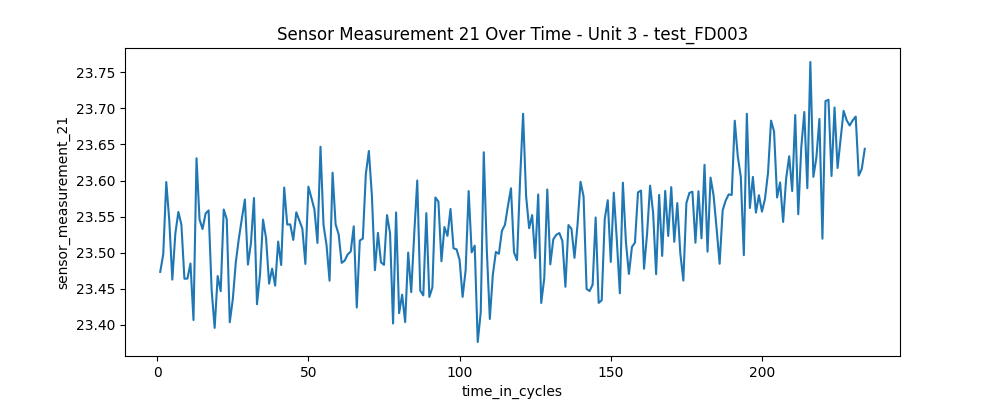 Sensor Measurement 21 Over Time - Unit 3 - test_FD003
sensor_measurement_21
23.75
23.70
23.65
23.60
23.55
23.50
23.45
23.40
0 50 100 150 200
time_in_cycles